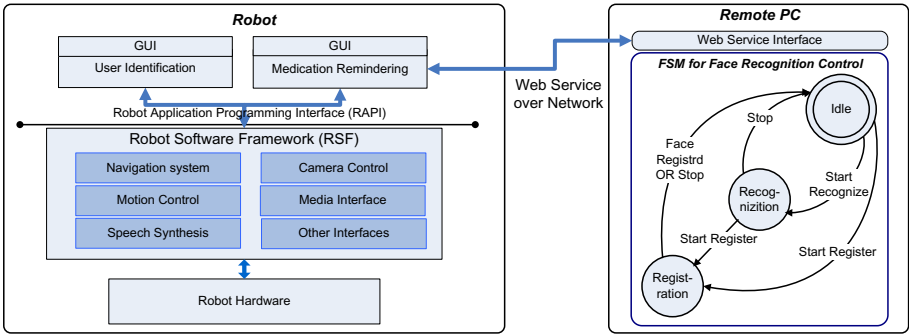 Robot
GUI
User Identification
GUI
Medication Remindering
Robot Application Programming Interface (RAPI)
Robot Software Framework (RSF)
Navigation system
Camera Control
Motion Control
Media Interface
Speech Synthesis
Other Interfaces
Robot Hardware
Web Service
over Network
Remote PC
Web Service Interface
FSM for Face Recognition Control
Idle
Stop
Face
Registrd
OR Stop
Start
Recognize
Recog-
niziti­on
Start Register
Start Register
Regist-
ration